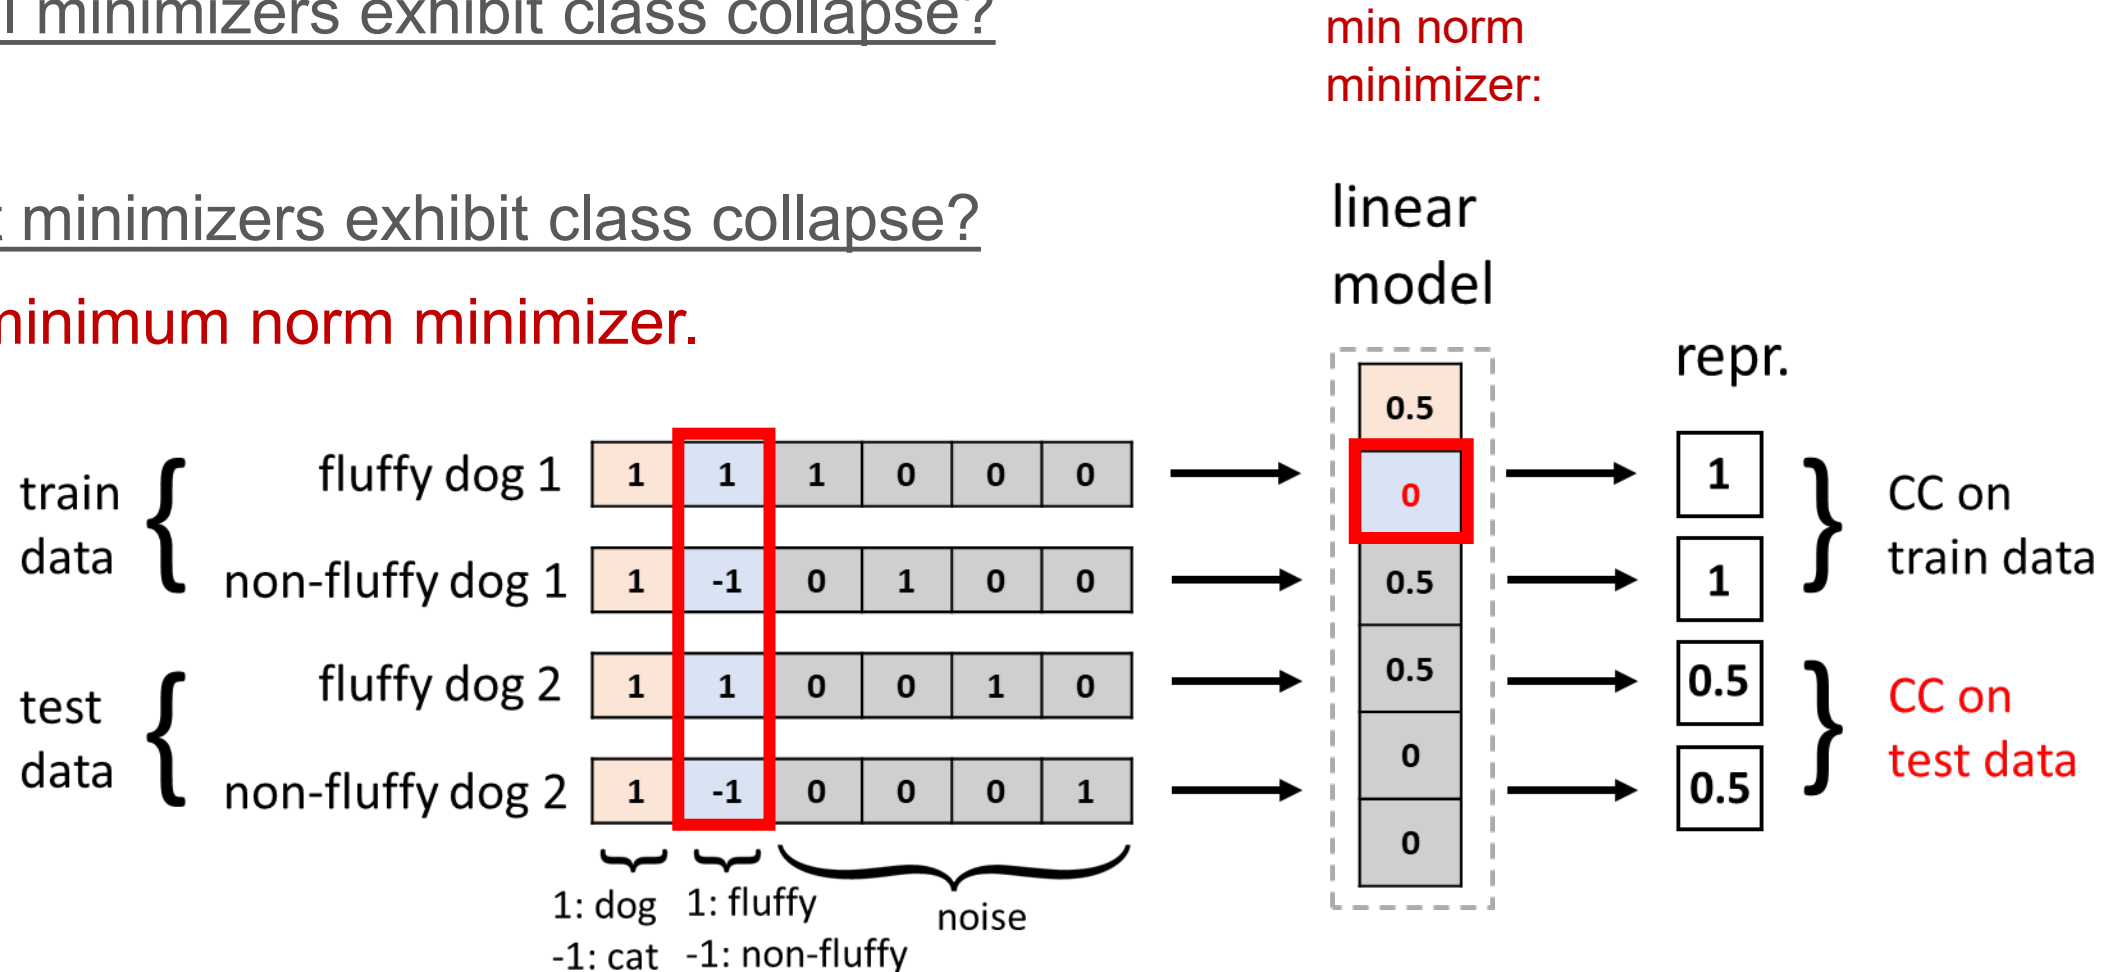 minimizers exhibit class collapse?
min norm
minimizer:
minimizers exhibit class collapse?
minimum norm minimizer.
linear
model
repr.
train
data
fluffy dog 1 1 1 1 0 0 0
non-fluffy dog 1 1 -1 0 1 0 0
test
data
fluffy dog 2 1 1 0 0 1 0
non-fluffy dog 2 1 -1 0 0 0 1
0.5
0
0.5
0.5
0
0
1
1
0.5
0.5
CC on
train data
CC on
test data
1: dog
-1: cat
1: fluffy
-1: non-fluffy
noise